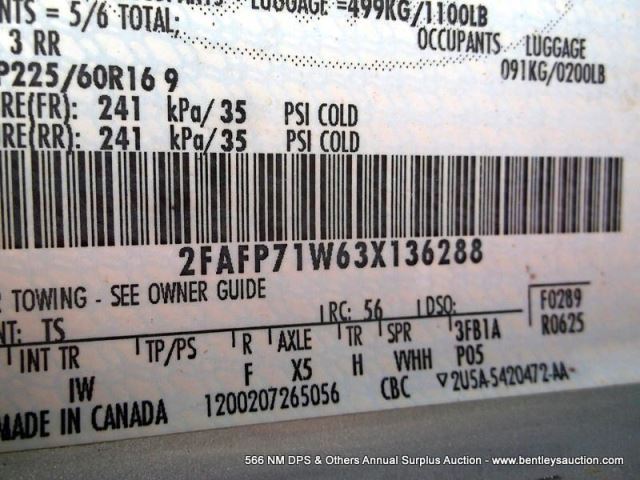 NTS = 5/6 TOTAL; LUGGAGE =499KG/1100LB
3 RR OCCUPANTS LUGGAGE
P225/60R16 9 091KG/0200LB
RE(FR): 241 kPa/ 35 PSI COLD
RE(RR): 241 kPa/ 35 PSI COLD
2FAFP71W63X136288
TOWING - SEE OWNER GUIDE
NT: TS RC: 56 DSO: F0289
INT TR TP/PS R AXLE TR SPR 3FB1A R0625
IW F X5 H VVHH P05
MADE IN CANADA 1200207265056 CBC ▽2U5A-5420472-AA-
566 NM DPS & Others Annual Surplus Auction - www.bentleysauction.com